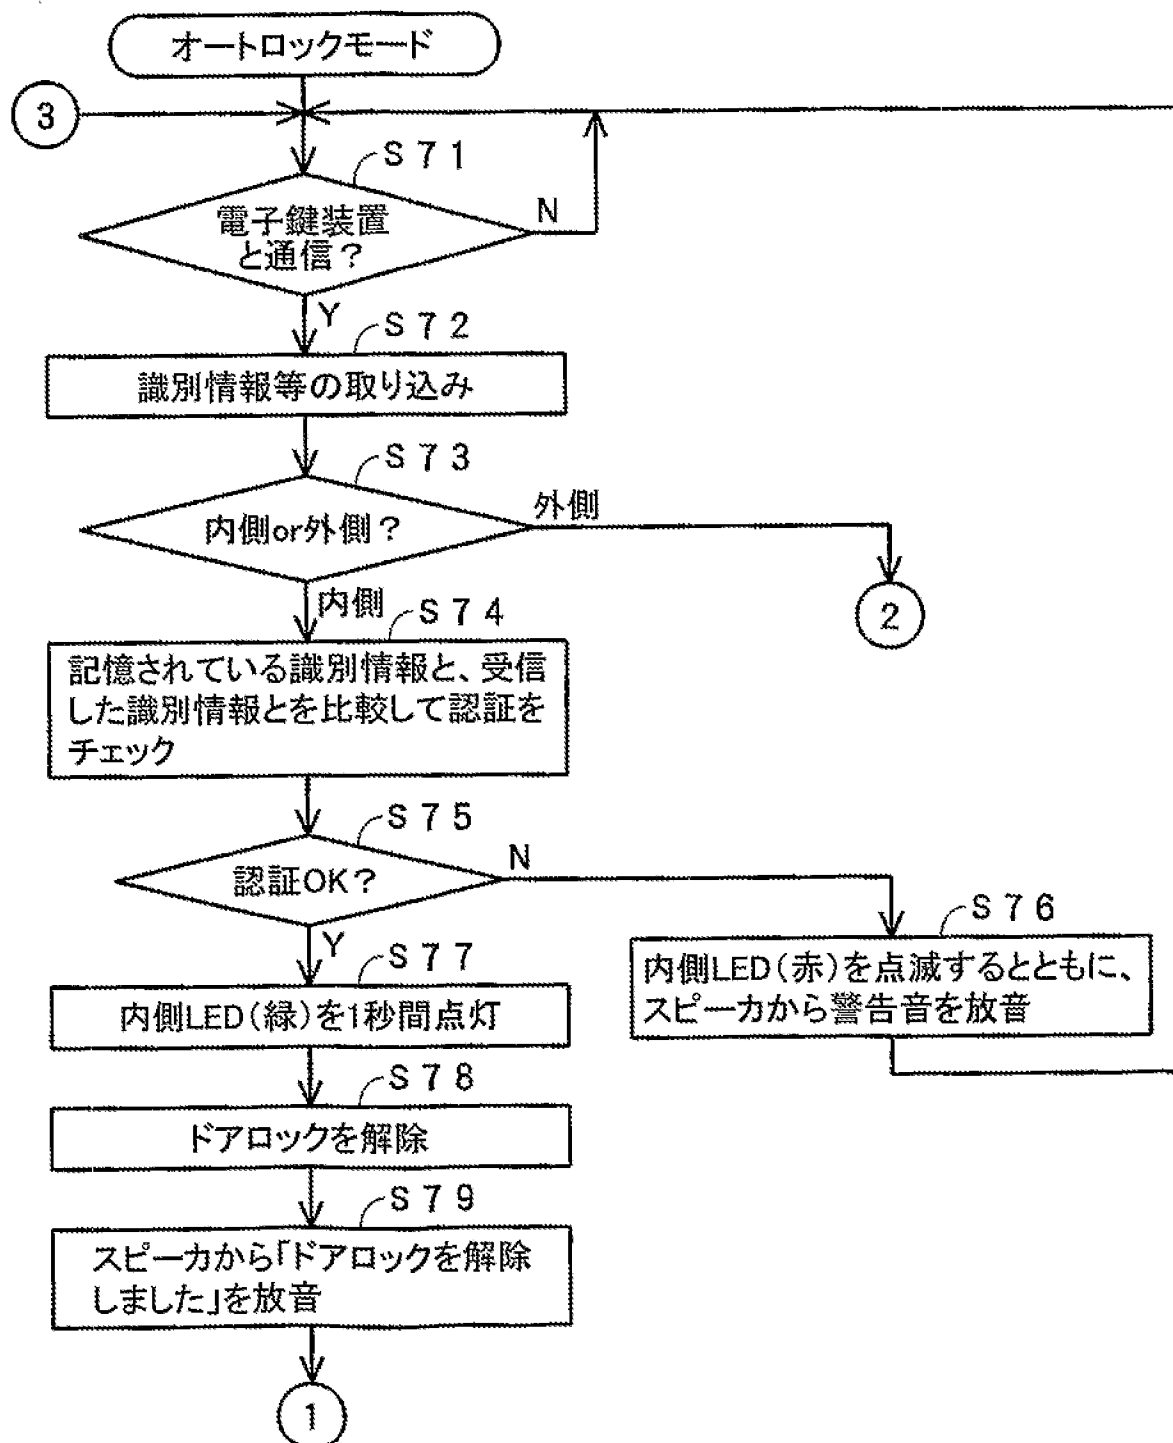 オートロックモード
3
S71
電子鍵装置
と通信？
N
Y
S72
識別情報等の取り込み
S73
内側or外側？
外側
2
内側
S74
記憶されている識別情報と、受信
した識別情報とを比較して認証を
チェック
S75
認証OK？
N
Y
S76
内側LED（赤）を点滅するとともに、
スピーカから警告音を放音
S77
内側LED（緑）を1秒間点灯
S78
ドアロックを解除
S79
スピーカから「ドアロックを解除
しました」を放音
1